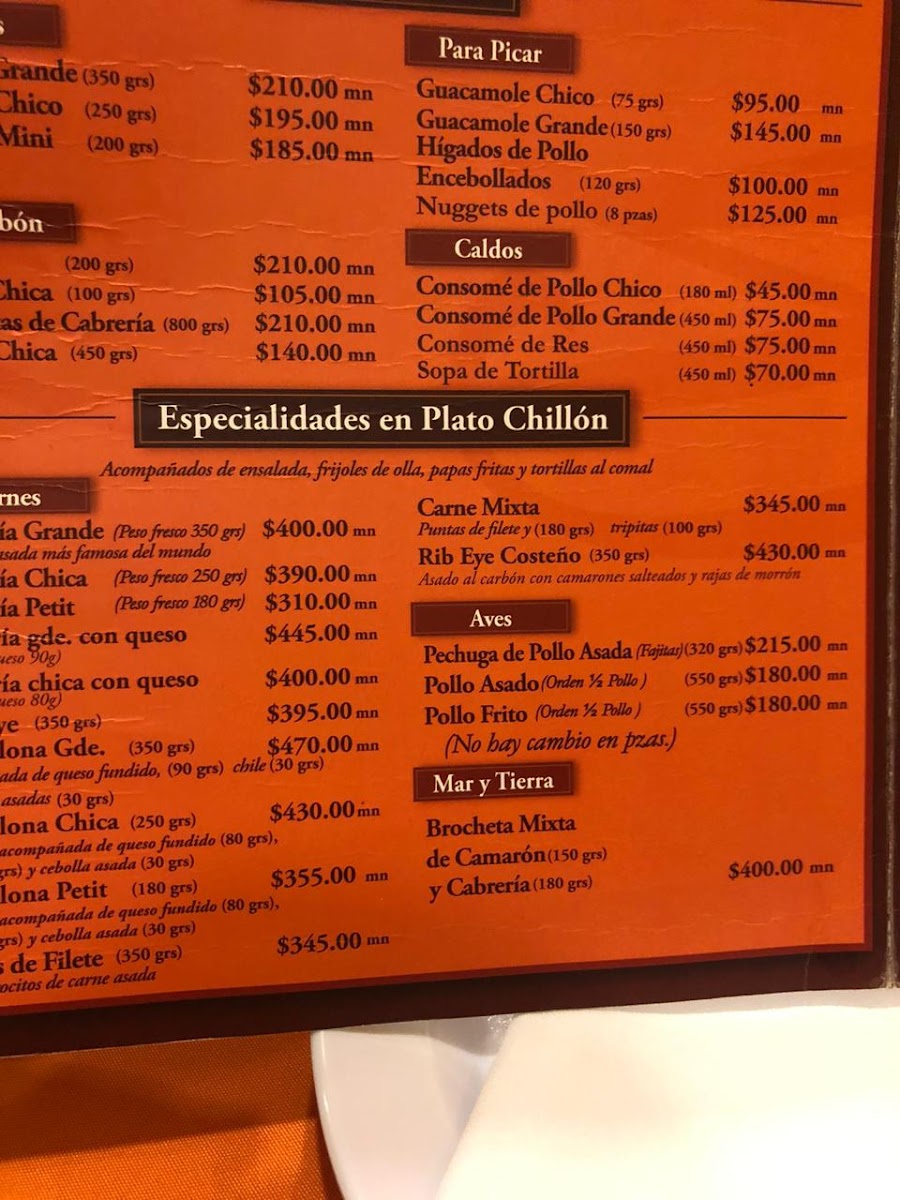 Grande (350 grs) $210.00 mn
Chico (250 grs) $195.00 mn
Mini (200 grs) $185.00 mn
(200 grs) $210.00 mn
Chica (100 grs) $105.00 mn
de Cabrería (800 grs) $210.00 mn
Chica (450 grs) $140.00 mn
Para Picar
Guacamole Chico (75 grs) $95.00 mn
Guacamole Grande (150 grs) $145.00 mn
Hígados de Pollo
Encebollados (120 grs) $100.00 mn
Nuggets de pollo (8 pzas) $125.00 mn
Caldos
Consomé de Pollo Chico (180 ml) $45.00 mn
Consomé de Pollo Grande (450 ml) $75.00 mn
Consomé de Res (450 ml) $75.00 mn
Sopa de Tortilla (450 ml) $70.00 mn
Especialidades en Plato Chillón
Acompañados de ensalada, frijoles de olla, papas fritas y tortillas al comal
rnes
ía Grande (Peso fresco 350 grs) $400.00 mn
asada más famosa del mundo
ía Chica (Peso fresco 250 grs) $390.00 mn
ía Petit (Peso fresco 180 grs) $310.00 mn
ría gde. con queso $445.00 mn
ueso 90g)
ría chica con queso $400.00 mn
ueso 80g)
ye (350 grs) $395.00 mn
lona Gde. (350 grs) $470.00 mn
ada de queso fundido, (90 grs) chile (30 grs)
asadas (30 grs)
lona Chica (250 grs) $430.00 mn
acompañada de queso fundido (80 grs),
grs) y cebolla asada (30 grs)
lona Petit (180 grs) $355.00 mn
acompañada de queso fundido (80 grs),
grs) y cebolla asada (30 grs)
s de Filete (350 grs) $345.00 mn
ocitos de carne asada
Carne Mixta $345.00 mn
Puntas de filete y (180 grs) tripitas (100 grs)
Rib Eye Costeño (350 grs) $430.00 mn
Asado al carbón con camarones salteados y rajas de morrón
Aves
Pechuga de Pollo Asada (Fajitas) (320 grs) $215.00 mn
Pollo Asado (Orden ½ Pollo ) (550 grs) $180.00 mn
Pollo Frito (Orden ½ Pollo ) (550 grs) $180.00 mn
(No hay cambio en pzas.)
Mar y Tierra
Brocheta Mixta
de Camarón (150 grs)
y Cabrería (180 grs) $400.00 mn